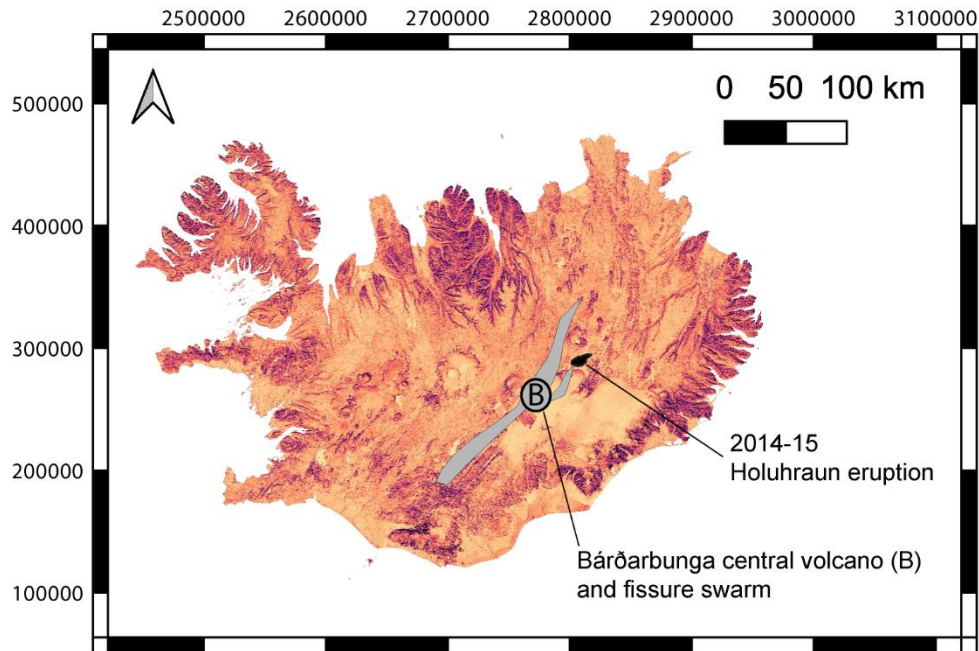 2500000 2600000 2700000 2800000 2900000 3000000 3100000
0 50 100 km
500000
400000
300000
200000
100000
B
2014-15
Holuhraun eruption
Bárðarbunga central volcano (B)
and fissure swarm